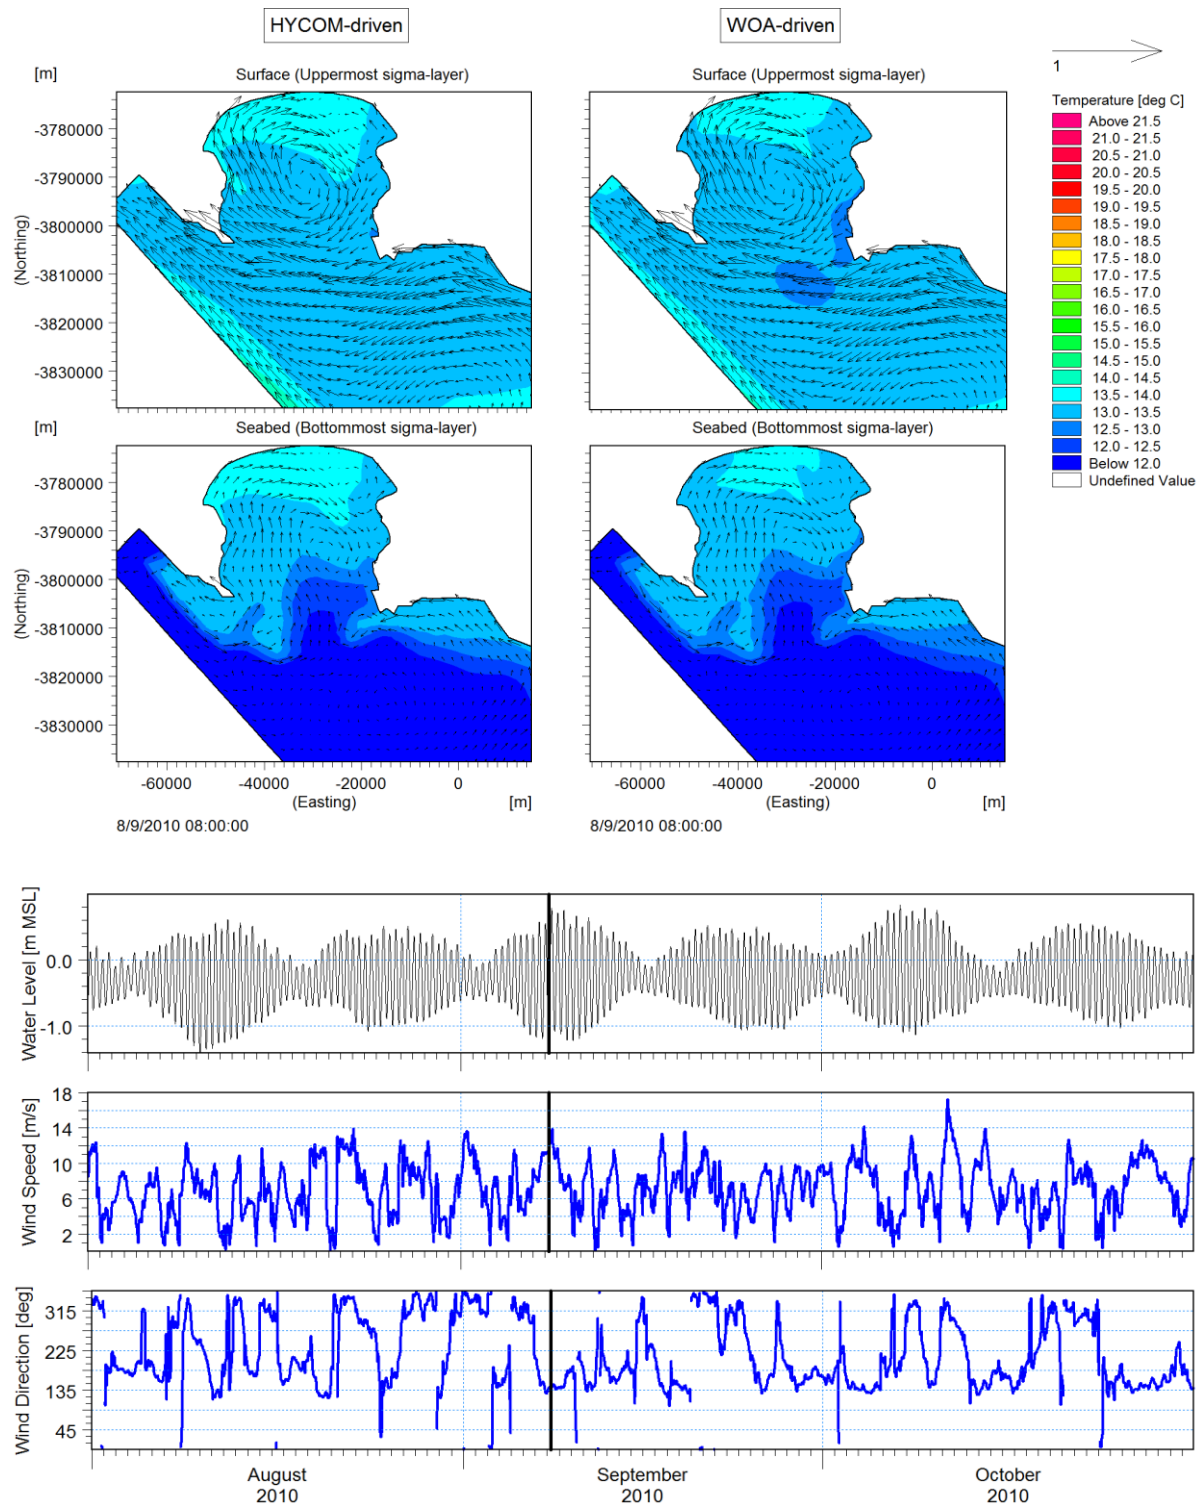 HYCOM-driven
WOA-driven
1
[m]
Surface (Uppermost sigma-layer)
Surface (Uppermost sigma-layer)
Temperature [deg C]
Above 21.5
21.0 - 21.5
20.5 - 21.0
20.0 - 20.5
19.5 - 20.0
19.0 - 19.5
18.5 - 19.0
18.0 - 18.5
17.5 - 18.0
17.0 - 17.5
16.5 - 17.0
16.0 - 16.5
15.5 - 16.0
15.0 - 15.5
14.5 - 15.0
14.0 - 14.5
13.5 - 14.0
13.0 - 13.5
12.5 - 13.0
12.0 - 12.5
Below 12.0
Undefined Value
-3780000
-3790000
-3800000
-3810000
-3820000
-3830000
(Northing)
[m]
Seabed (Bottommost sigma-layer)
Seabed (Bottommost sigma-layer)
-3780000
-3790000
-3800000
-3810000
-3820000
-3830000
(Northing)
-60000 -40000 -20000 0
(Easting) [m]
-60000 -40000 -20000 0
(Easting) [m]
8/9/2010 08:00:00
8/9/2010 08:00:00
Water Level [m MSL]
0.0
-1.0
Wind Speed [m/s]
18
14
10
6
2
Wind Direction [deg]
315
225
135
45
August September October
2010 2010 2010